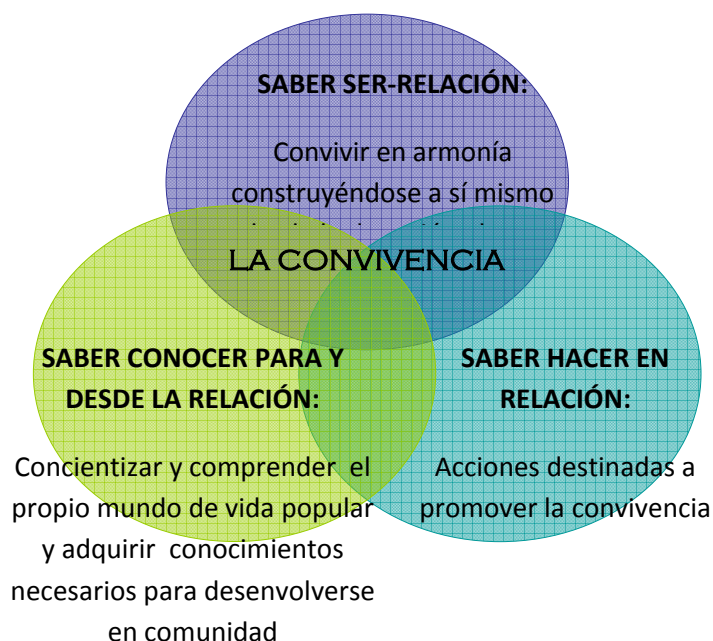 SABER SER-RELACIÓN:
Convivir en armonía
construyéndose a sí mismo
LA CONVIVENCIA
SABER CONOCER PARA Y
DESDE LA RELACIÓN:
Concientizar y comprender el
propio mundo de vida popular
y adquirir conocimientos
necesarios para desenvolverse
en comunidad
SABER HACER EN
RELACIÓN:
Acciones destinadas a
promover la convivencia